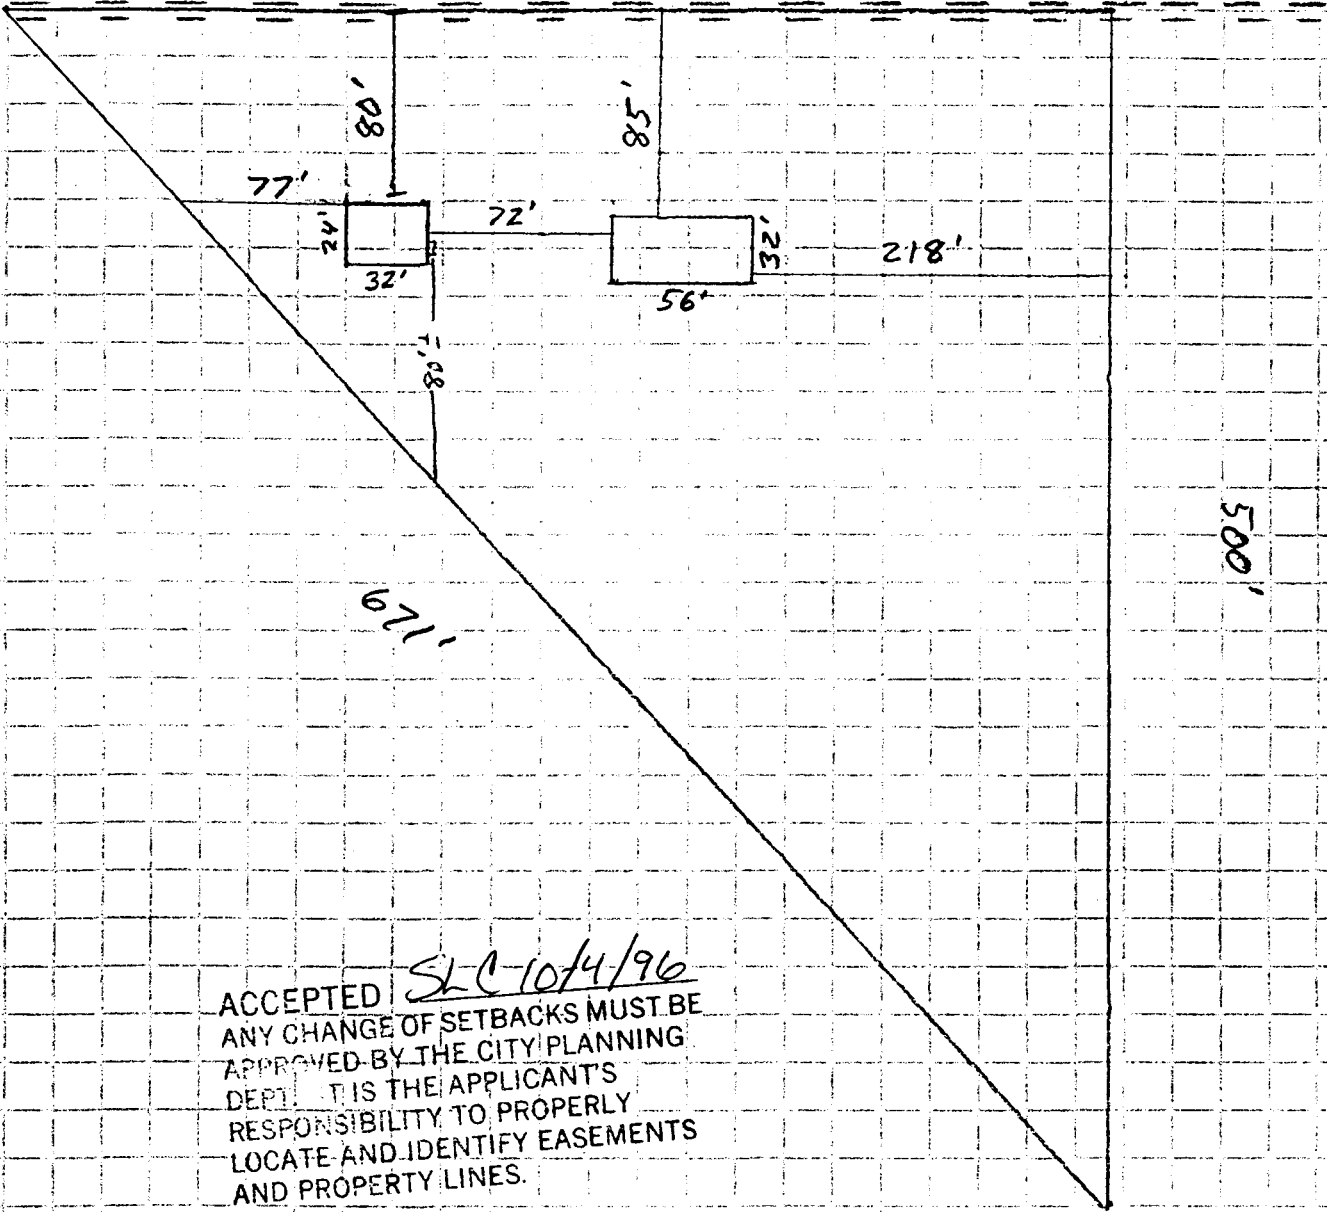 80'
85'
77'
24'
32'
72'
32'
56'
218'
80'±
500'
671'
ACCEPTED SLC 10/4/96
ANY CHANGE OF SETBACKS MUST BE
APPROVED BY THE CITY PLANNING
DEPT. IT IS THE APPLICANT'S
RESPONSIBILITY TO PROPERLY
LOCATE AND IDENTIFY EASEMENTS
AND PROPERTY LINES.